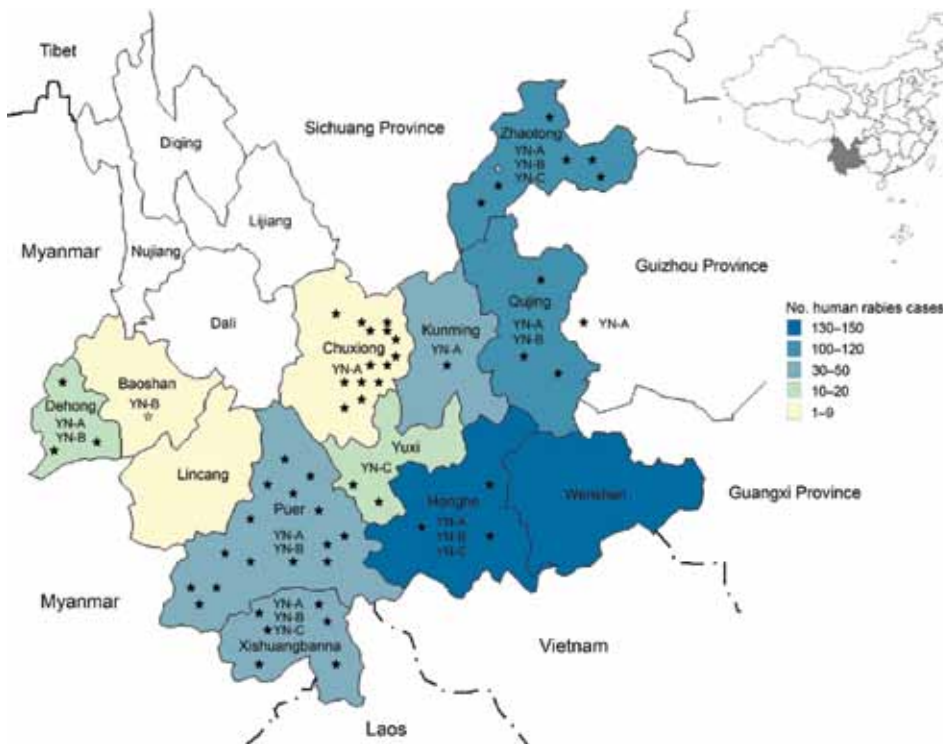 Tibet
Sichuang Province
Diqing
Zhaotong
YN-A
YN-B
YN-C
Lijiang
Myanmar
Nujiang
Guizhou Province
Dali
Qujing
YN-A
YN-B
YN-A
Kunming
YN-A
Chuxiong
YN-A
No. human rabies cases
130–150
100–120
30–50
10–20
1–9
Baoshan
YN-B
Dehong
YN-A
YN-B
Yuxi
YN-C
Lincang
Puer
YN-A
YN-B
Honghe
YN-A
YN-B
YN-C
Wenshan
Guangxi Province
Myanmar
YN-A
YN-B
YN-C
Xishuangbanna
Vietnam
Laos